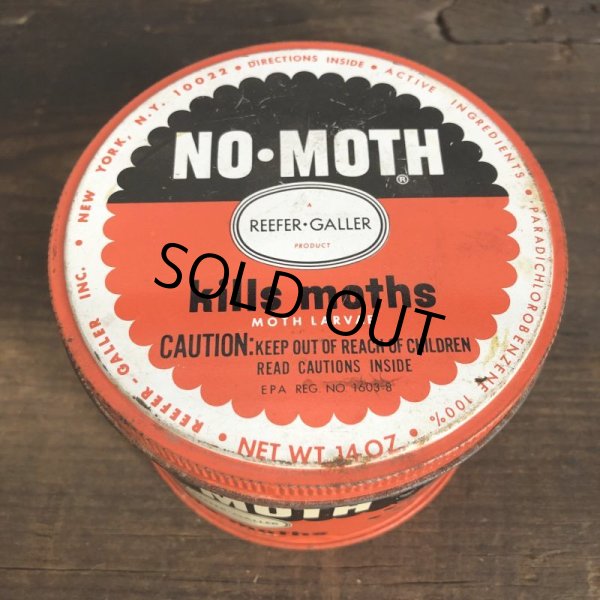 REEFER-GALLER INC. • NEW YORK, N.Y. 10022 • DIRECTIONS INSIDE • ACTIVE INGREDIENTS • PARADICHLOROBENZENE 100% •
NO•MOTH®
A
REEFER•GALLER
PRODUCT
kills moths
MOTH LARVAE
SOLD OUT
CAUTION: KEEP OUT OF REACH OF CHILDREN
READ CAUTIONS INSIDE
EPA REG. NO 1603-8
NET WT. 14 OZ.
MOTH